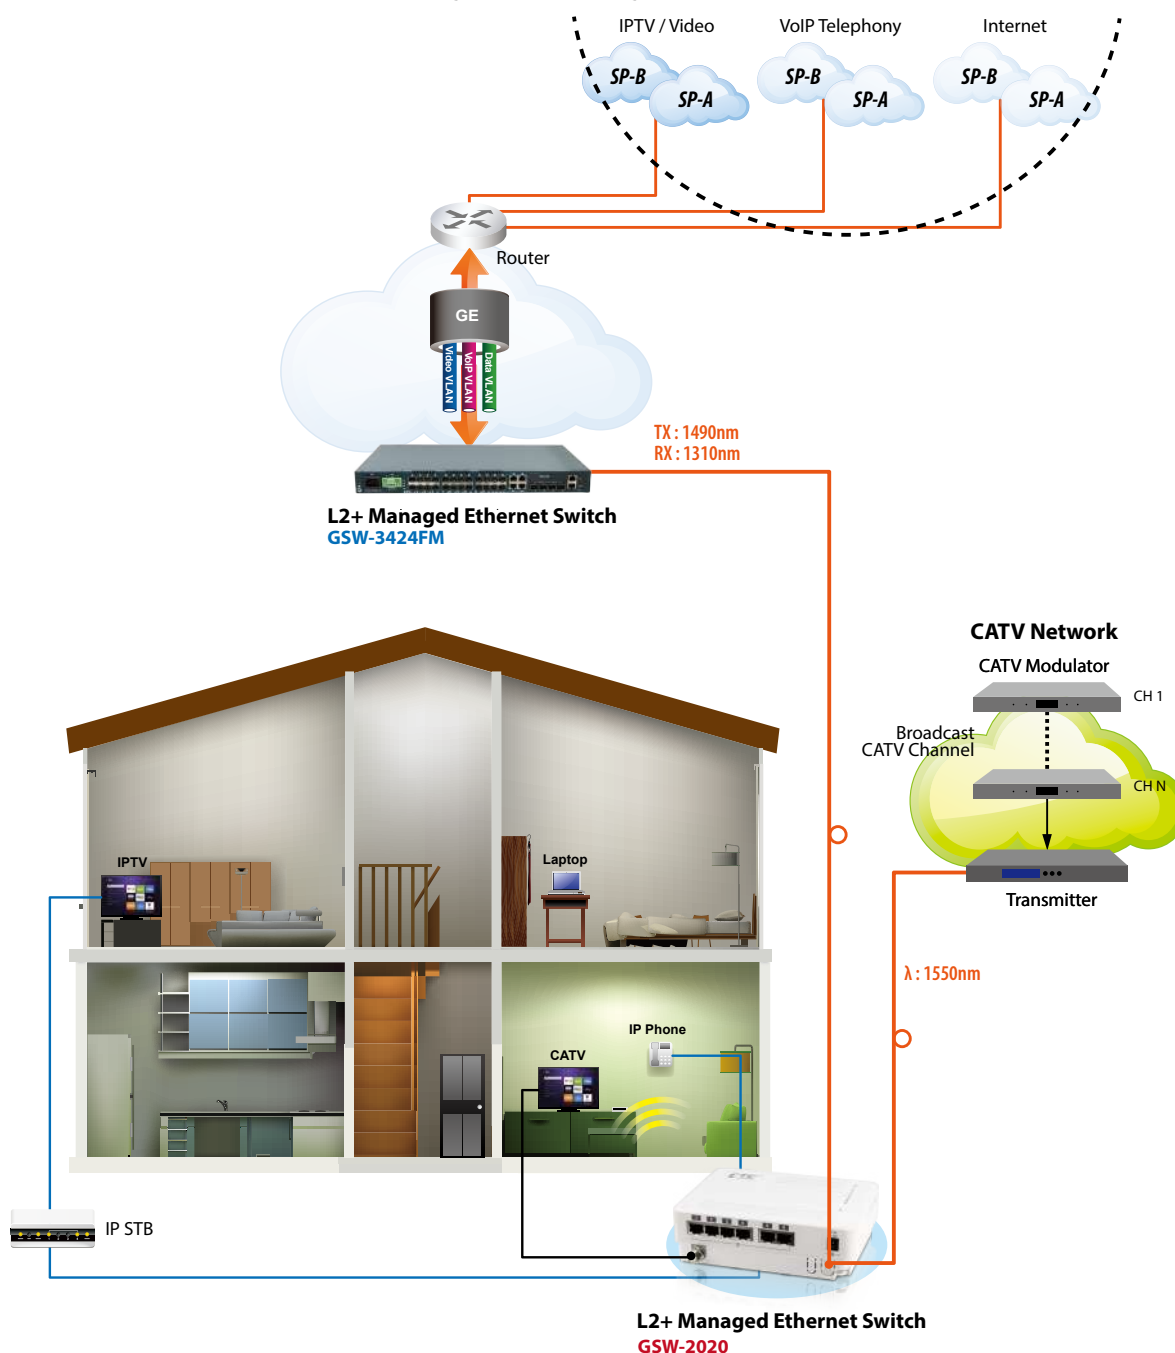 IPTV / Video
VoIP Telephony
Internet
SP-B
SP-A
SP-B
SP-A
SP-B
SP-A
Router
GE
Video VLAN
VoIP VLAN
Data VLAN
TX : 1490nm
RX : 1310nm
L2+ Managed Ethernet Switch
GSW-3424FM
CATV Network
CATV Modulator
CH 1
Broadcast
CATV Channel
CH N
Transmitter
IPTV
Laptop
λ : 1550nm
IP Phone
CATV
IP STB
L2+ Managed Ethernet Switch
GSW-2020